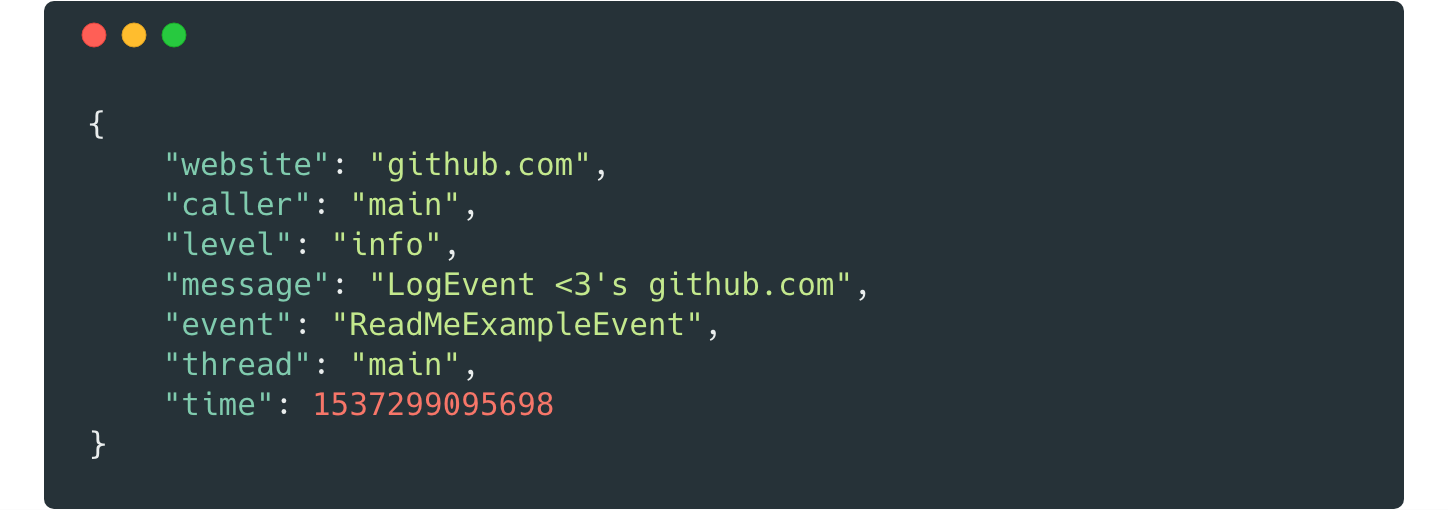 {
    "website": "github.com",
    "caller": "main",
    "level": "info",
    "message": "LogEvent <3's github.com",
    "event": "ReadMeExampleEvent",
    "thread": "main",
    "time": 1537299095698
}